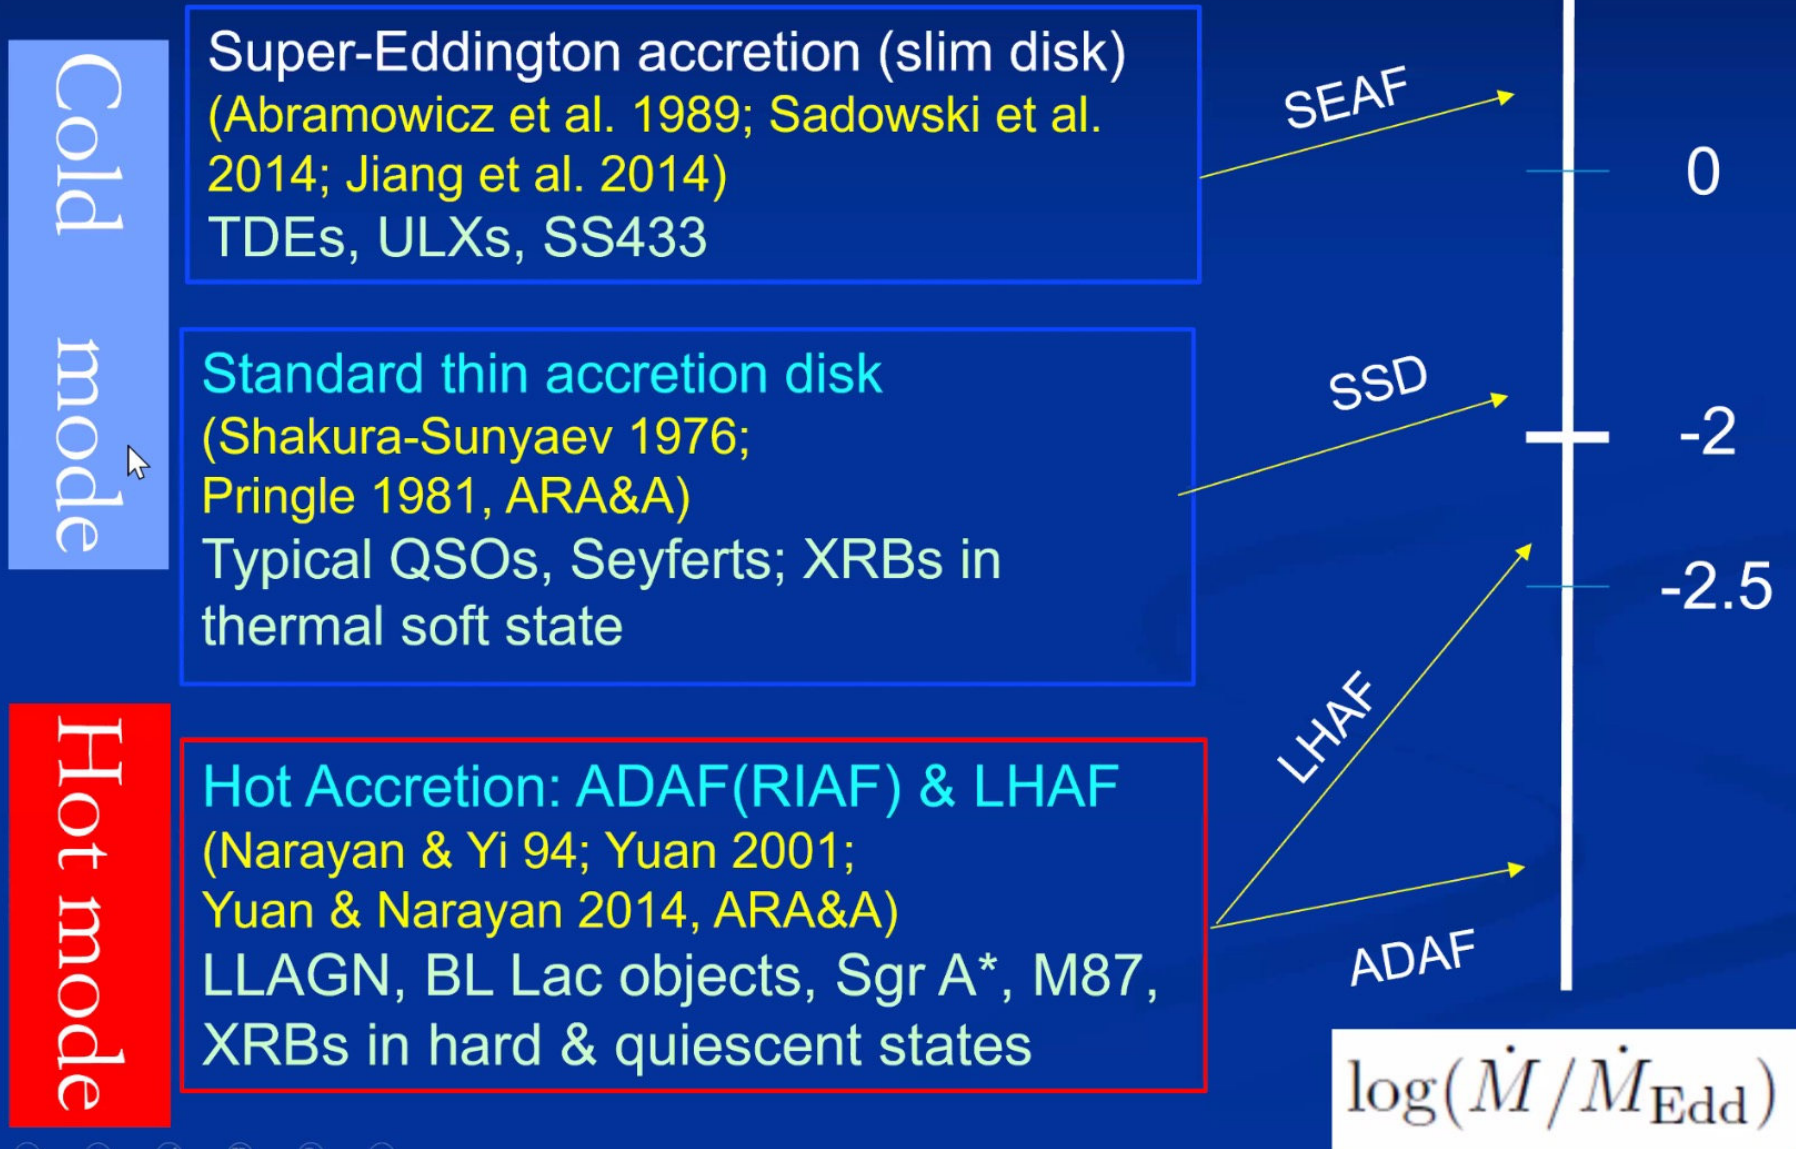 Cold mode
Super-Eddington accretion (slim disk)
(Abramowicz et al. 1989; Sadowski et al.
2014; Jiang et al. 2014)
TDEs, ULXs, SS433
Standard thin accretion disk
(Shakura-Sunyaev 1976;
Pringle 1981, ARA&A)
Typical QSOs, Seyferts; XRBs in
thermal soft state
Hot mode
Hot Accretion: ADAF(RIAF) & LHAF
(Narayan & Yi 94; Yuan 2001;
Yuan & Narayan 2014, ARA&A)
LLAGN, BL Lac objects, Sgr A*, M87,
XRBs in hard & quiescent states
SEAF
SSD
LHAF
ADAF
0
-2
-2.5
log(Ṁ/Ṁ_Edd)